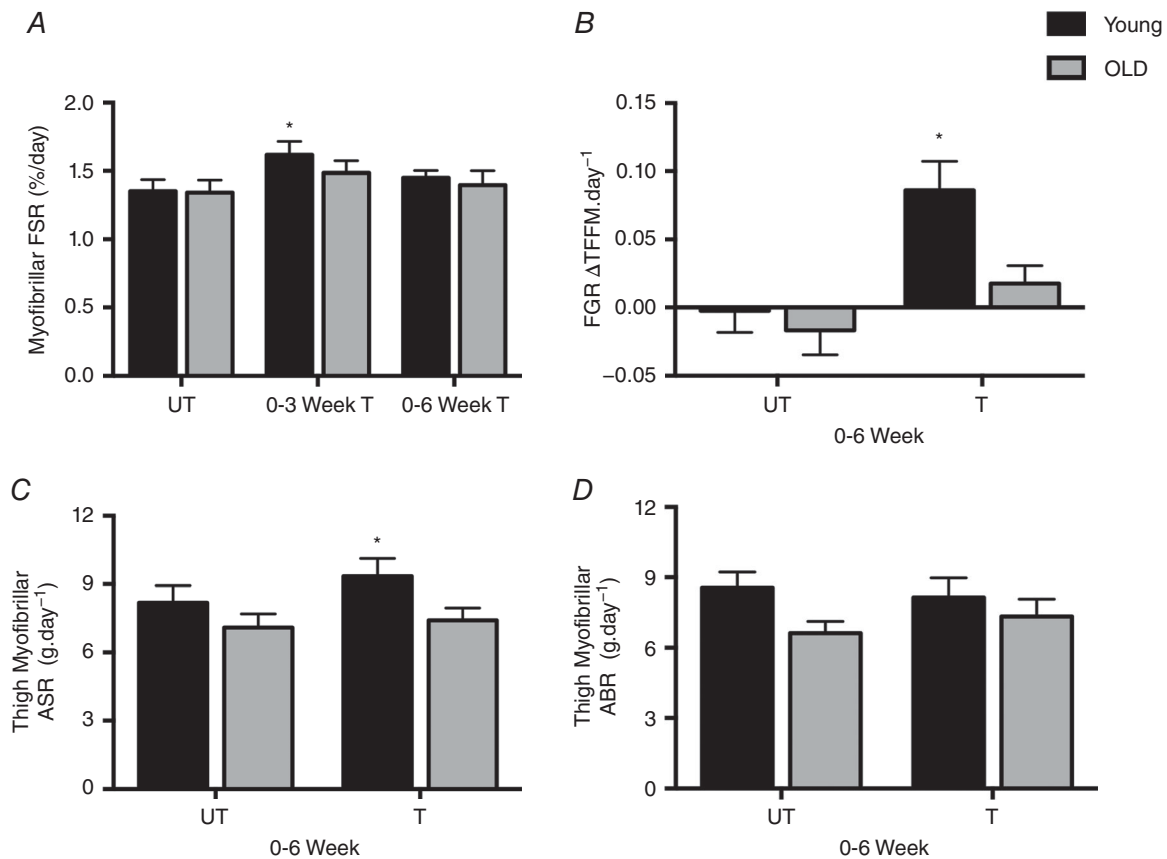 A
B
Young
OLD
Myofibrillar FSR (%/day)
2.0
1.5
1.0
0.5
0.0
*
UT
0-3 Week T
0-6 Week T
FGR ΔTFFM.day⁻¹
0.15
0.10
0.05
0.00
−0.05
*
UT
T
0-6 Week
C
D
Thigh Myofibrillar
ASR (g.day⁻¹)
12
9
6
3
0
*
UT
T
0-6 Week
Thigh Myofibrillar
ABR (g.day⁻¹)
12
9
6
3
0
UT
T
0-6 Week